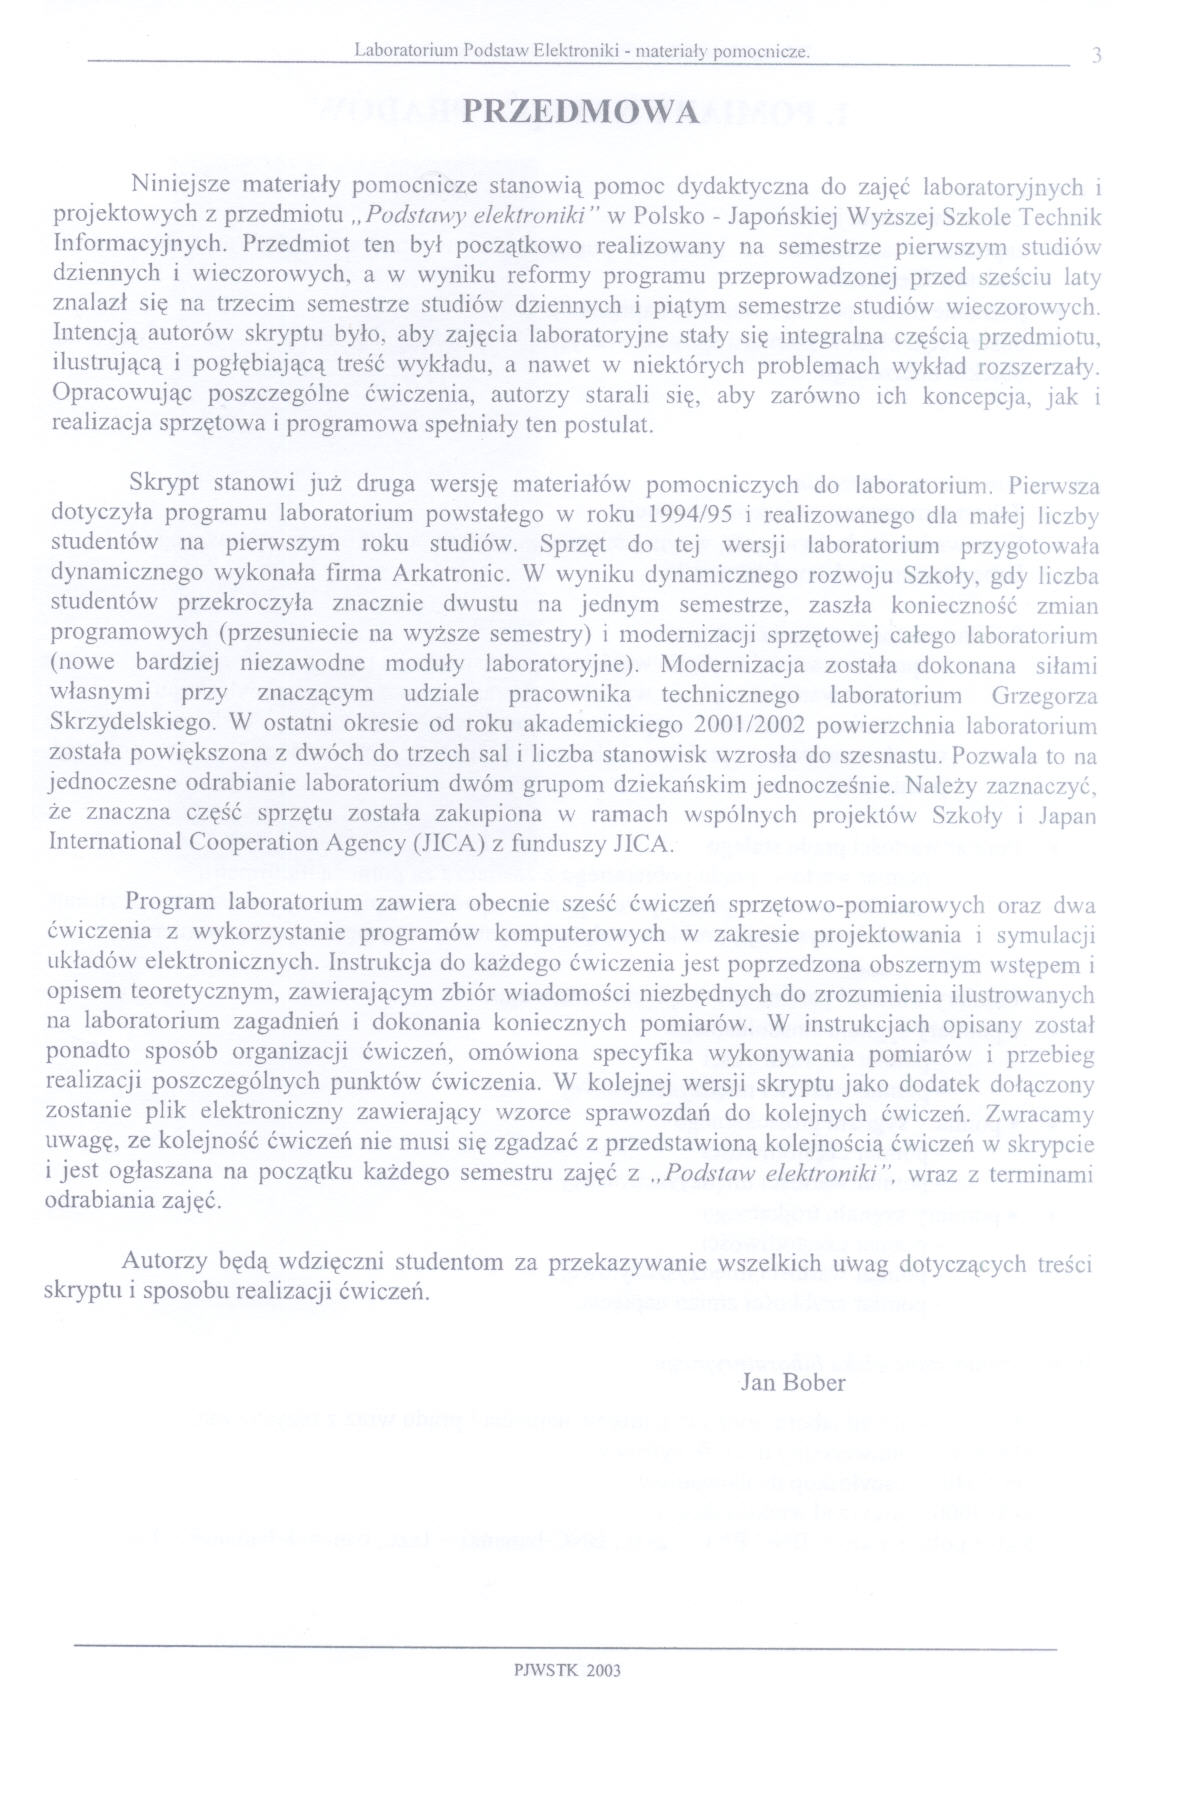 Laboratorium Podstaw Elektroniki - materiały pomocnicze. 3
PRZEDMOWA
Niniejsze materiały pomocnicze stanowią pomoc dydaktyczna do zajęć laboratoryjnych i
projektowych z przedmiotu „Podstawy elektroniki” w Polsko - Japońskiej Wyższej Szkole Technik
Informacyjnych. Przedmiot ten był początkowo realizowany na semestrze pierwszym studiów
dziennych i wieczorowych, a w wyniku reformy programu przeprowadzonej przed sześciu laty
znalazł się na trzecim semestrze studiów dziennych i piątym semestrze studiów wieczorowych.
Intencją autorów skryptu było, aby zajęcia laboratoryjne stały się integralna częścią przedmiotu,
ilustrującą i pogłębiającą treść wykładu, a nawet w niektórych problemach wykład rozszerzały.
Opracowując poszczególne ćwiczenia, autorzy starali się, aby zarówno ich koncepcja, jak i
realizacja sprzętowa i programowa spełniały ten postulat.
Skrypt stanowi już druga wersję materiałów pomocniczych do laboratorium. Pierwsza
dotyczyła programu laboratorium powstałego w roku 1994/95 i realizowanego dla małej liczby
studentów na pierwszym roku studiów. Sprzęt do tej wersji laboratorium przygotowała
dynamicznego wykonała firma Arkatronic. W wyniku dynamicznego rozwoju Szkoły, gdy liczba
studentów przekroczyła znacznie dwustu na jednym semestrze, zaszła konieczność zmian
programowych (przesuniecie na wyższe semestry) i modernizacji sprzętowej całego laboratorium
(nowe bardziej niezawodne moduły laboratoryjne). Modernizacja została dokonana siłami
własnymi przy znaczącym udziale pracownika technicznego laboratorium Grzegorza
Skrzydelskiego. W ostatni okresie od roku akademickiego 2001/2002 powierzchnia laboratorium
została powiększona z dwóch do trzech sal i liczba stanowisk wzrosła do szesnastu. Pozwala to na
jednoczesne odrabianie laboratorium dwóm grupom dziekańskim jednocześnie. Należy zaznaczyć,
że znaczna część sprzętu została zakupiona w ramach wspólnych projektów Szkoły i Japan
International Cooperation Agency (JICA) z funduszy JICA.
Program laboratorium zawiera obecnie sześć ćwiczeń sprzętowo-pomiarowych oraz dwa
ćwiczenia z wykorzystanie programów komputerowych w zakresie projektowania i symulacji
układów elektronicznych. Instrukcja do każdego ćwiczenia jest poprzedzona obszernym wstępem i
opisem teoretycznym, zawierającym zbiór wiadomości niezbędnych do zrozumienia ilustrowanych
na laboratorium zagadnień i dokonania koniecznych pomiarów. W instrukcjach opisany został
ponadto sposób organizacji ćwiczeń, omówiona specyfika wykonywania pomiarów i przebieg
realizacji poszczególnych punktów ćwiczenia. W kolejnej wersji skryptu jako dodatek dołączony
zostanie plik elektroniczny zawierający wzorce sprawozdań do kolejnych ćwiczeń. Zwracamy
uwagę, ze kolejność ćwiczeń nie musi się zgadzać z przedstawioną kolejnością ćwiczeń w skrypcie
i jest ogłaszana na początku każdego semestru zajęć z „Podstaw elektroniki”, wraz z terminami
odrabiania zajęć.
Autorzy będą wdzięczni studentom za przekazywanie wszelkich uwag dotyczących treści
skryptu i sposobu realizacji ćwiczeń.
Jan Bober
PJWSTK 2003